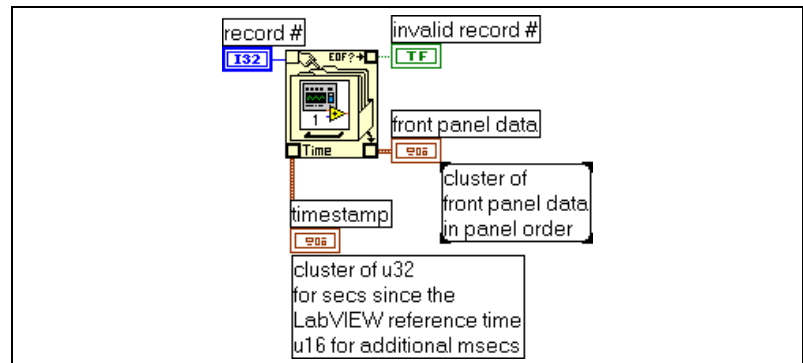 record #
invalid record #
I32
EOF?
TF
1
front panel data
Time
cluster of
front panel data
in panel order
timestamp
cluster of u32
for secs since the
LabVIEW reference time
u16 for additional msecs